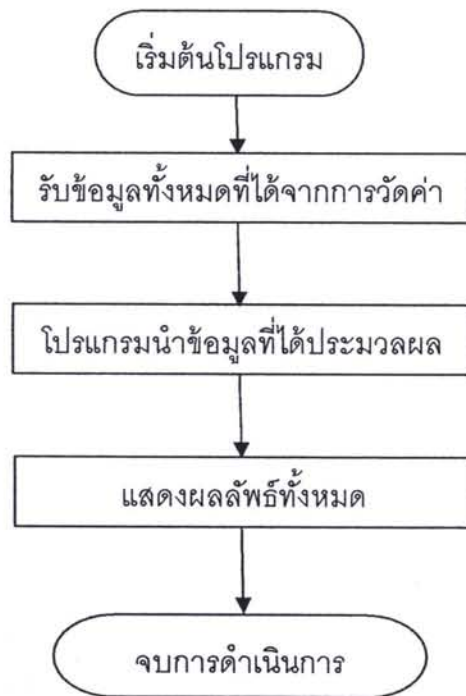 เริ่มต้นโปรแกรม
รับข้อมูลทั้งหมดที่ได้จากการวัดค่า
โปรแกรมนำข้อมูลที่ได้ประมวลผล
แสดงผลลัพธ์ทั้งหมด
จบการดำเนินการ